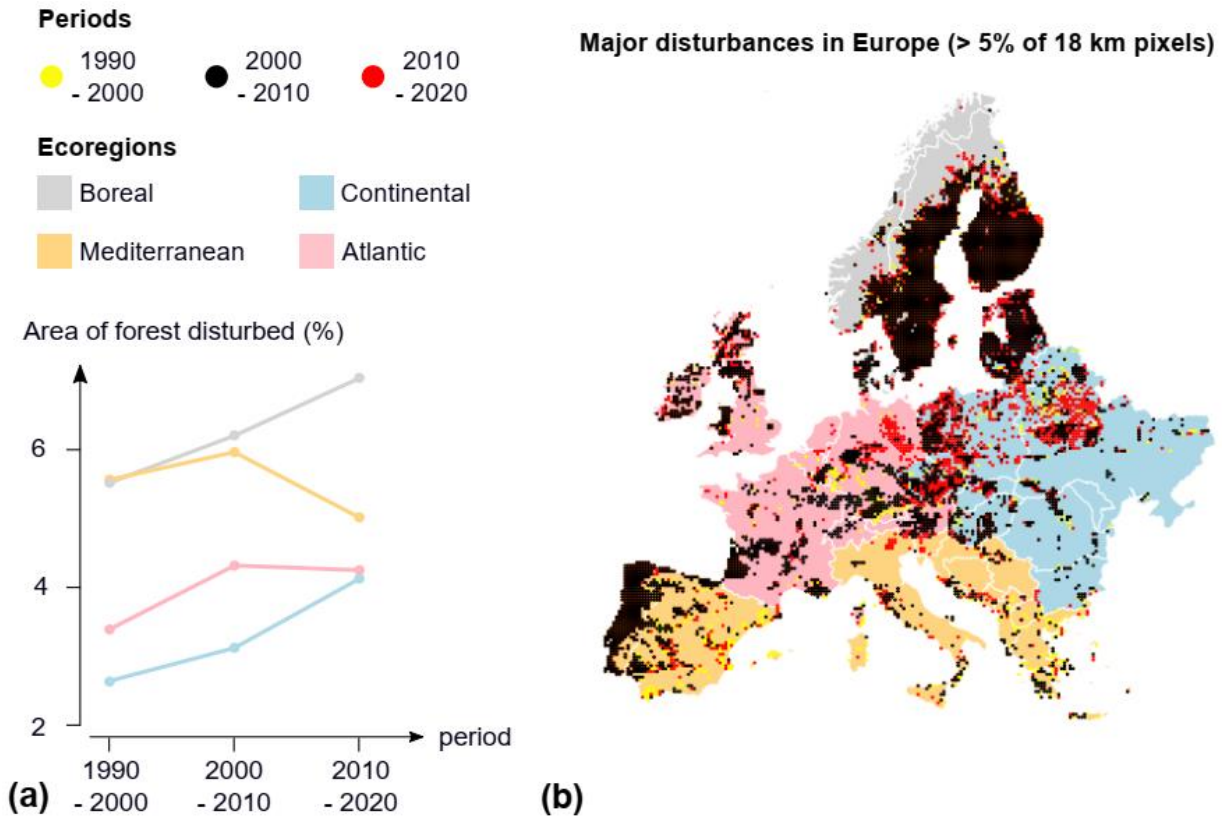 Periods
1990 - 2000
2000 - 2010
2010 - 2020
Ecoregions
Boreal
Continental
Mediterranean
Atlantic
Area of forest disturbed (%)
6
4
2
period
1990 - 2000
2000 - 2010
2010 - 2020
(a)
Major disturbances in Europe (> 5% of 18 km pixels)
(b)